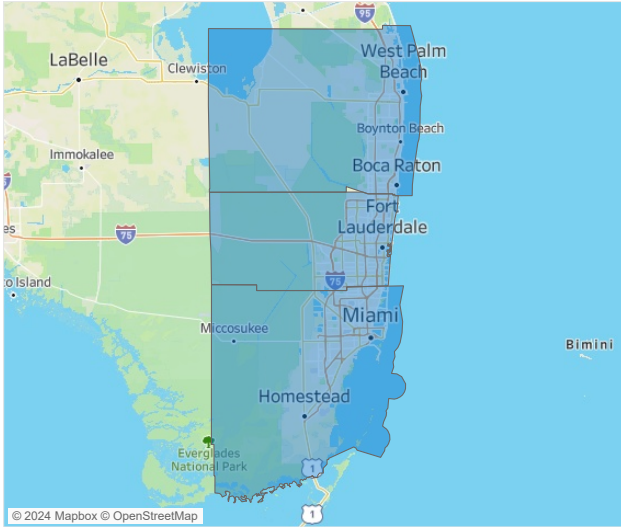 95
West Palm
Beach
LaBelle
Clewiston
Boynton Beach
Immokalee
Boca Raton
Fort
Lauderdale
75
es
75
co Island
Miami
Miccosukee
Bimini
Homestead
Everglades
National Park
1
1
© 2024 Mapbox © OpenStreetMap